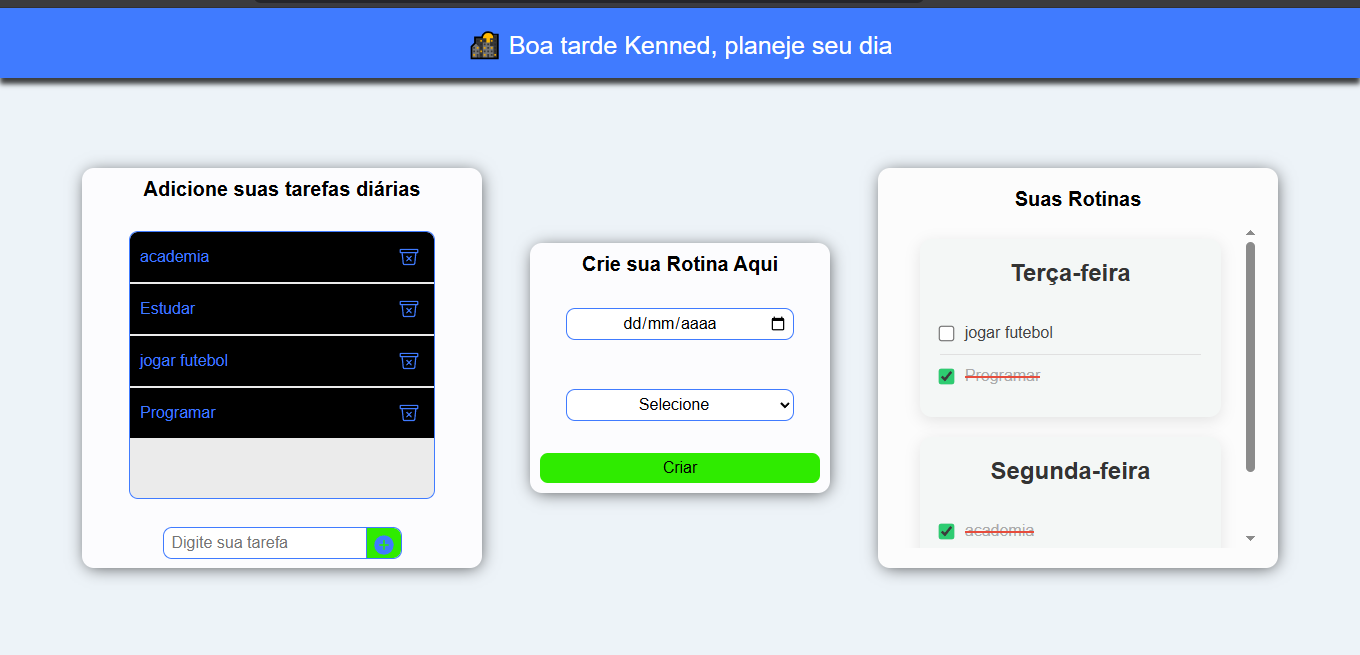 Boa tarde Kenned, planeje seu dia
Adicione suas tarefas diárias
academia
Estudar
jogar futebol
Programar
Digite sua tarefa
Crie sua Rotina Aqui
dd/mm/aaaa
Selecione
Criar
Suas Rotinas
Terça-feira
jogar futebol
Programar
Segunda-feira
academia